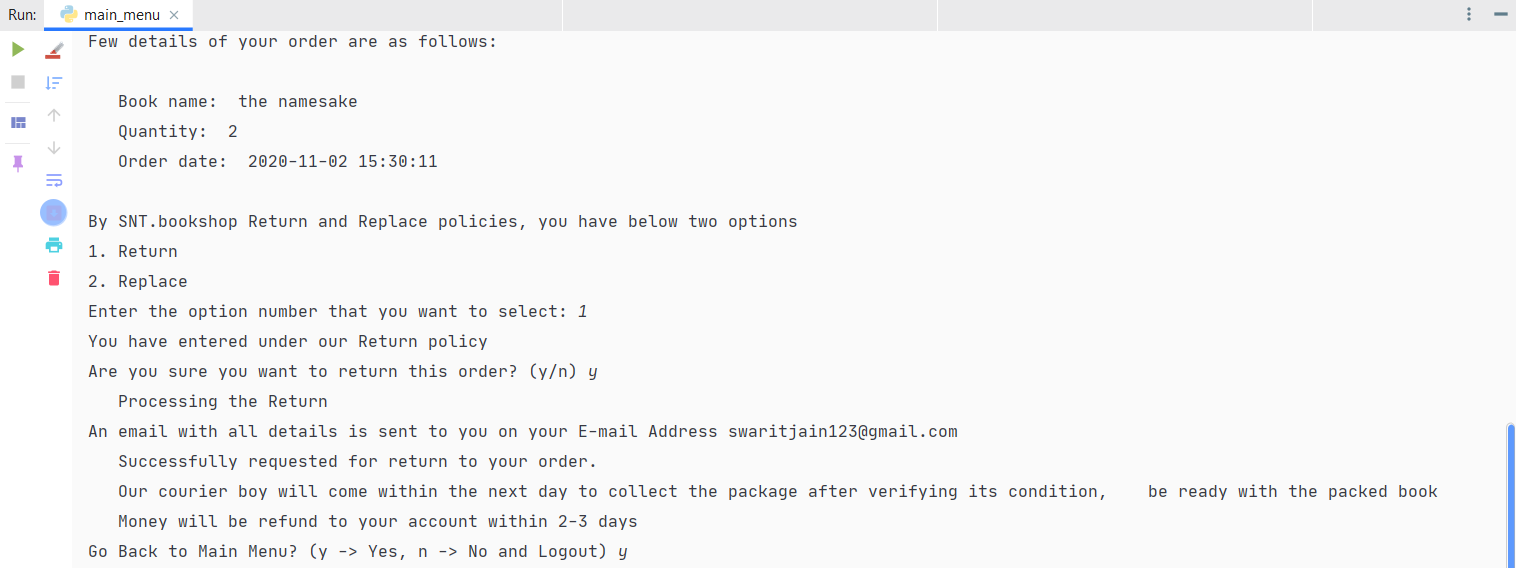 Run: main_menu
Few details of your order are as follows:
Book name:  the namesake
Quantity:  2
Order date:  2020-11-02 15:30:11
By SNT.bookshop Return and Replace policies, you have below two options
1. Return
2. Replace
Enter the option number that you want to select: 1
You have entered under our Return policy
Are you sure you want to return this order? (y/n) y
Processing the Return
An email with all details is sent to you on your E-mail Address swaritjain123@gmail.com
Successfully requested for return to your order.
Our courier boy will come within the next day to collect the package after verifying its condition,    be ready with the packed book
Money will be refund to your account within 2-3 days
Go Back to Main Menu? (y -> Yes, n -> No and Logout) y